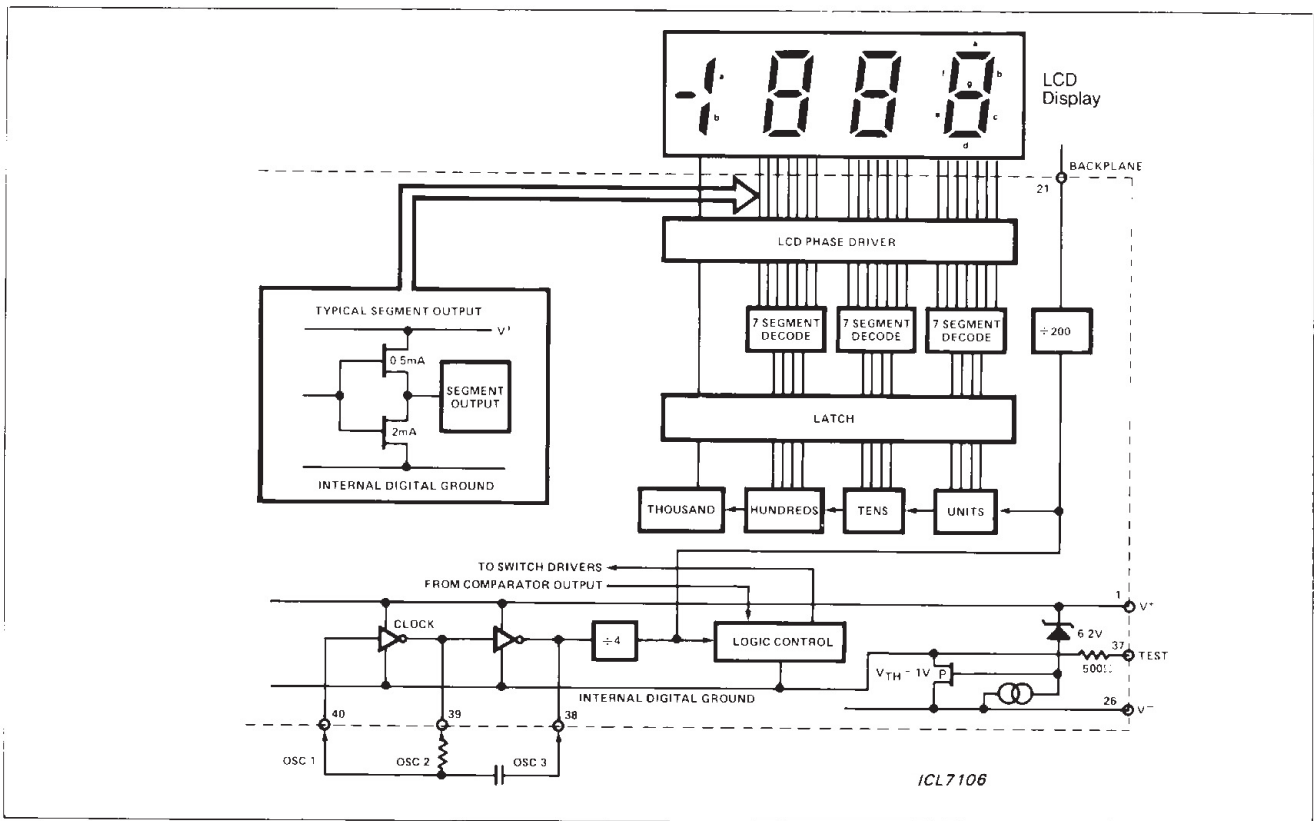 a
b
a
f
b
g
e
c
d
LCD
Display
BACKPLANE
21
LCD PHASE DRIVER
TYPICAL SEGMENT OUTPUT
V+
0.5mA
SEGMENT
OUTPUT
2mA
INTERNAL DIGITAL GROUND
7 SEGMENT
DECODE
7 SEGMENT
DECODE
7 SEGMENT
DECODE
÷200
LATCH
THOUSAND
HUNDREDS
TENS
UNITS
TO SWITCH DRIVERS
FROM COMPARATOR OUTPUT
1
V+
CLOCK
÷4
LOGIC CONTROL
6.2V
37
TEST
500Ω
VTH = 1V
P
INTERNAL DIGITAL GROUND
26
V−
40
39
38
OSC 1
OSC 2
OSC 3
ICL7106